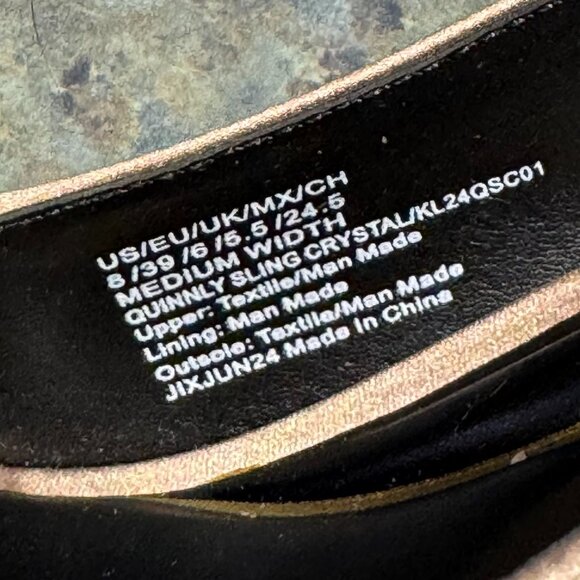 US/EU/UK/MX/CH
8 /39 /6 /5.5 /24.5
MEDIUM WIDTH
QUINNLY SLING CRYSTAL/KL24QSC01
Upper: Textile/Man Made
Lining: Man Made
Outsole: Textile/Man Made
JIXJUN24 Made In China